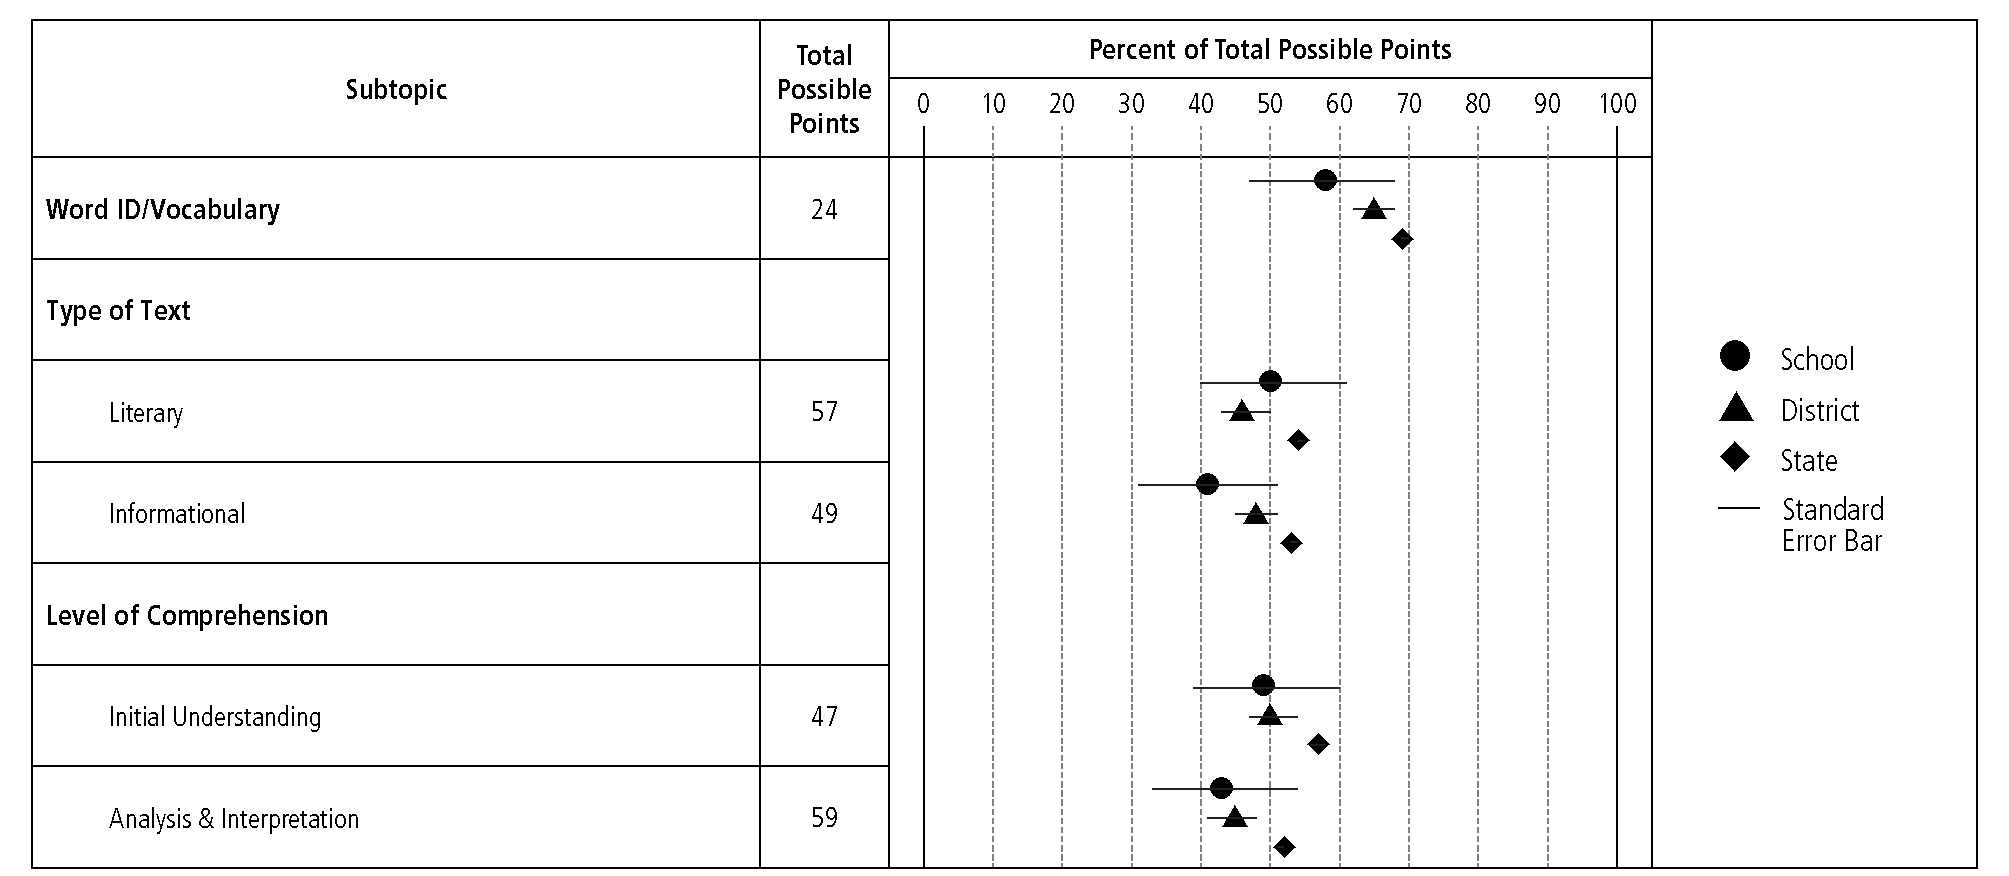 Subtopic
Total
Possible
Points
Percent of Total Possible Points
0 10 20 30 40 50 60 70 80 90 100
Word ID/Vocabulary 24
Type of Text
Literary 57
Informational 49
Level of Comprehension
Initial Understanding 47
Analysis & Interpretation 59
School
District
State
Standard
Error Bar